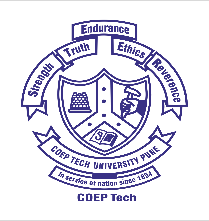 Endurance
Strength Truth Ethics Reverence
COEP TECH UNIVERSITY PUNE
In service of nation since 1854
COEP Tech